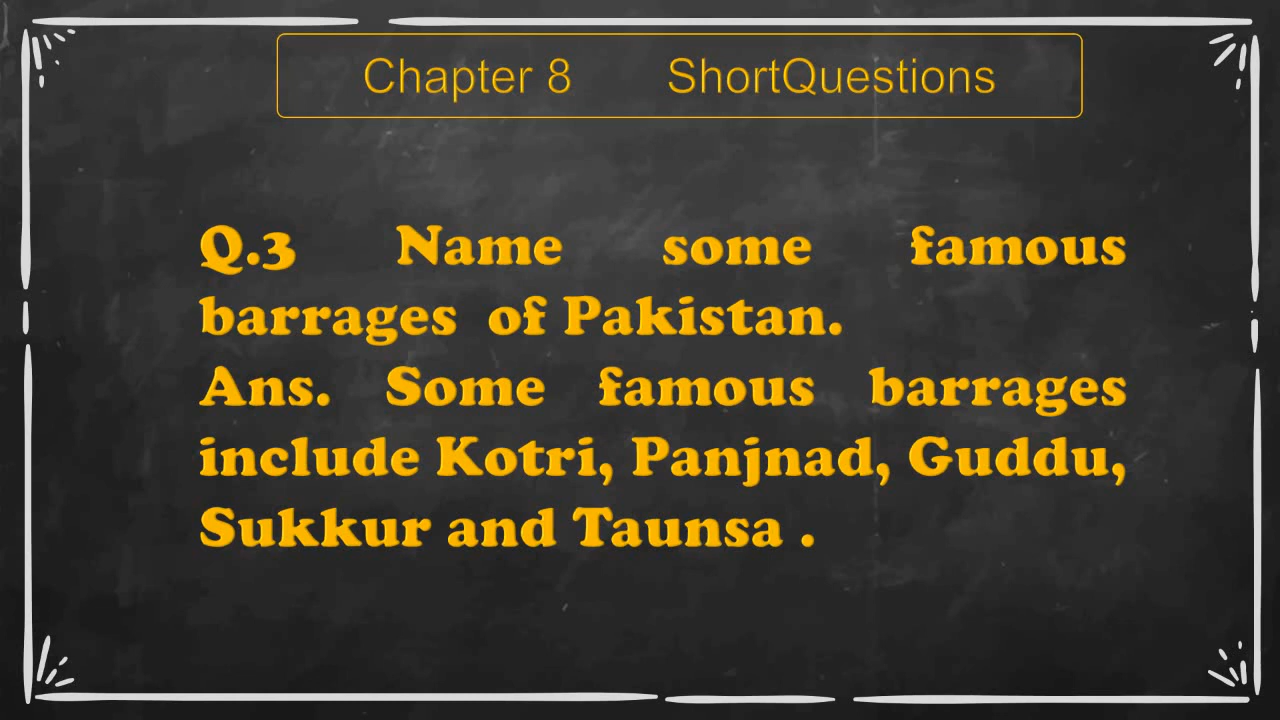 Chapter 8 ShortQuestions
Q.3 Name some famous
barrages of Pakistan.
Ans. Some famous barrages
include Kotri, Panjnad, Guddu,
Sukkur and Taunsa .